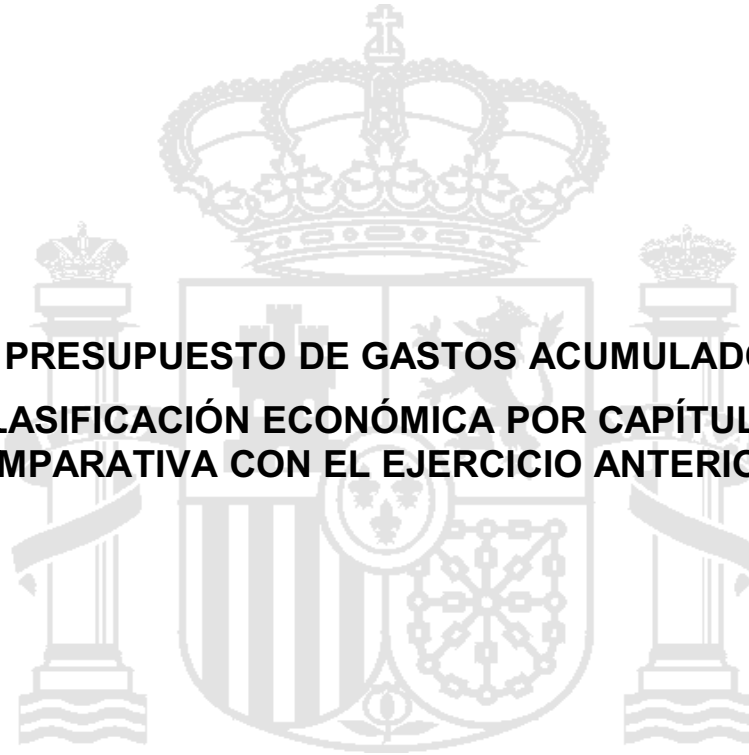 PRESUPUESTO DE GASTOS ACUMULADO
LASIFICACIÓN ECONÓMICA POR CAPÍTUL
MPARATIVA CON EL EJERCICIO ANTERIO